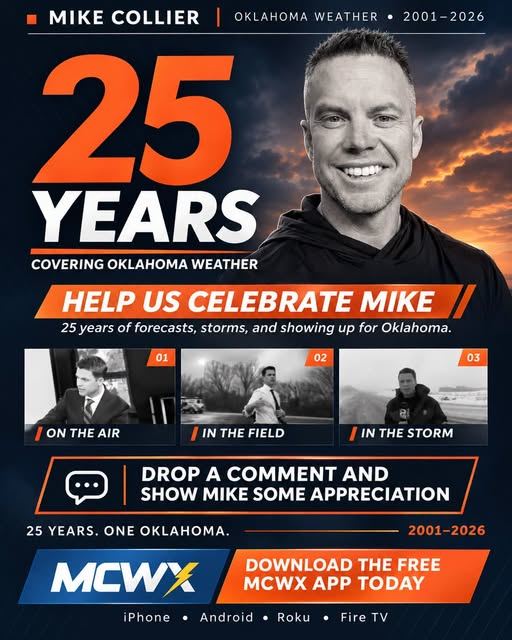 MIKE COLLIER | OKLAHOMA WEATHER • 2001–2026
25
YEARS
COVERING OKLAHOMA WEATHER
HELP US CELEBRATE MIKE
25 years of forecasts, storms, and showing up for Oklahoma.
01
ON THE AIR
02
IN THE FIELD
03
IN THE STORM
DROP A COMMENT AND
SHOW MIKE SOME APPRECIATION
25 YEARS. ONE OKLAHOMA. 2001–2026
MCWX
DOWNLOAD THE FREE
MCWX APP TODAY
iPhone • Android • Roku • Fire TV